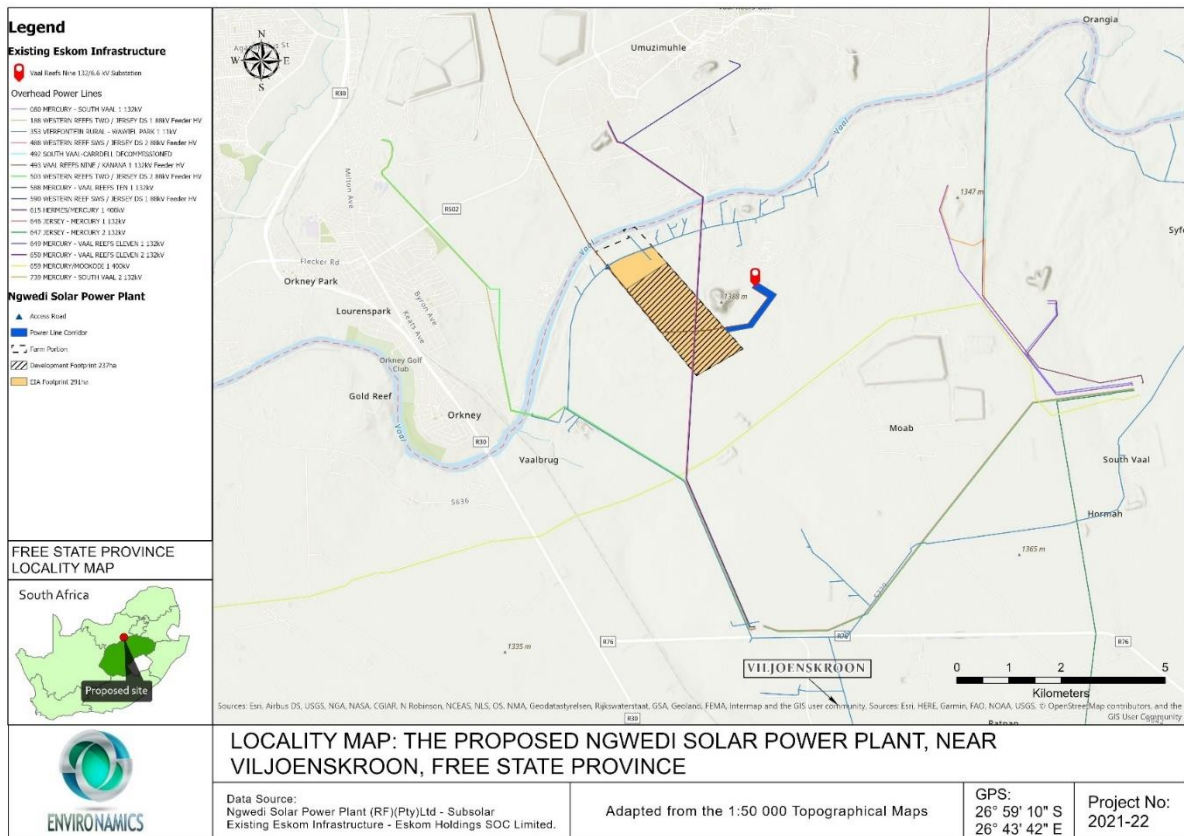 Legend
Existing Eskom Infrastructure
Vaal Reefs Nine 132/6.6 kV Substation
Overhead Power Lines
080 MERCURY - SOUTH VAAL 1 132kV
188 WESTERN REEFS TWO / JERSEY DS 1 88kV Feeder HV
353 VIERFONTEIN RURAL - WAWIEL PARK 1 11kV
488 WESTERN REEF SWS / JERSEY DS 2 88kV Feeder HV
492 SOUTH VAAL-CARRDELL DECOMMISSIONED
493 VAAL REEFS NINE / KANANA 1 132kV Feeder HV
503 WESTERN REEFS TWO / JERSEY DS 2 88kV Feeder HV
588 MERCURY - VAAL REEFS TEN 1 132kV
590 WESTERN REEF SWS / JERSEY DS 1 88kV Feeder HV
615 HERMES/MERCURY 1 400kV
646 JERSEY - MERCURY 1 132kV
647 JERSEY - MERCURY 2 132kV
649 MERCURY - VAAL REEFS ELEVEN 1 132kV
650 MERCURY - VAAL REEFS ELEVEN 2 132kV
659 MERCURY/MOOKODI 1 400kV
739 MERCURY - SOUTH VAAL 2 132kV
Ngwedi Solar Power Plant
Access Road
Power Line Corridor
Farm Portion
Development Footprint 237ha
EIA Footprint 291ha
FREE STATE PROVINCE
LOCALITY MAP
South Africa
Proposed site
ENVIRONAMICS
N
W E
S
Orangia
Umuzimuhle
R30
Vaal
Milton Ave
R502
1347 m
Syfe
Vaal
Flecker Rd
Orkney Park
Byron Ave
Keats Ave
Lourenspark
1388 m
Orkney Golf
Club
Gold Reef
Orkney
Vaal
R30
Vaalbrug
Moab
South Vaal
S636
Hormah
1365 m
S729
R76
R76
R76
1335 m
VILJOENSKROON
0 1 2 5
Kilometers
R30
Sources: Esri, Airbus DS, USGS, NGA, NASA, CGIAR, N Robinson, NCEAS, NLS, OS, NMA, Geodatastyrelsen, Rijkswaterstaat, GSA, Geoland, FEMA, Intermap and the GIS user community, Sources: Esri, HERE, Garmin, FAO, NOAA, USGS, © OpenStreetMap contributors, and the
GIS User Community
LOCALITY MAP: THE PROPOSED NGWEDI SOLAR POWER PLANT, NEAR
VILJOENSKROON, FREE STATE PROVINCE
Data Source:
Ngwedi Solar Power Plant (RF)(Pty)Ltd - Subsolar
Existing Eskom Infrastructure - Eskom Holdings SOC Limited.
Adapted from the 1:50 000 Topographical Maps
GPS:
26° 59' 10" S
26° 43' 42" E
Project No:
2021-22